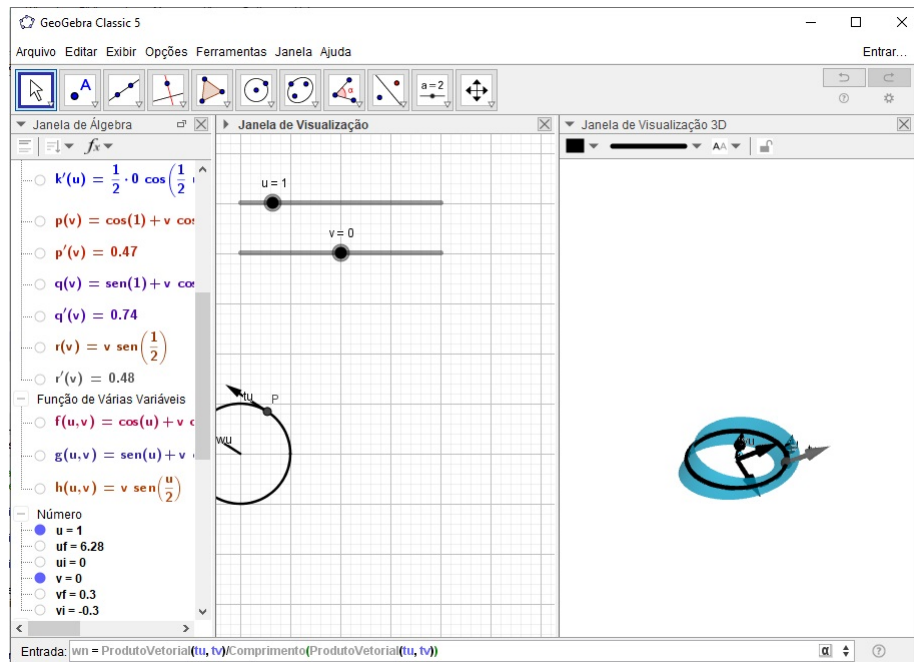 GeoGebra Classic 5
Arquivo Editar Exibir Opções Ferramentas Janela Ajuda
Entrar...
A
α
a=2
Janela de Álgebra
Janela de Visualização
Janela de Visualização 3D
fx
AA
k'(u) = 1/2 · 0 cos(1/2
p(v) = cos(1) + v cos
p'(v) = 0.47
q(v) = sen(1) + v cos
q'(v) = 0.74
r(v) = v sen(1/2)
r'(v) = 0.48
Função de Várias Variáveis
f(u,v) = cos(u) + v c
g(u,v) = sen(u) + v
h(u,v) = v sen(u/2)
Número
u = 1
uf = 6.28
ui = 0
v = 0
vf = 0.3
vi = -0.3
u = 1
v = 0
tu
P
wu
Entrada: wn = ProdutoVetorial(tu, tv)/Comprimento(ProdutoVetorial(tu, tv))
α